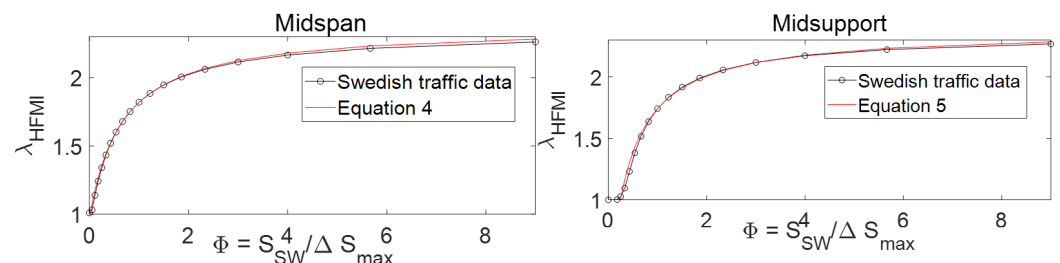 Midspan
2
1.5
1
λHFMI
Swedish traffic data
Equation 4
0 2 4 6 8
Φ = SSW/Δ Smax
Midsupport
2
1.5
1
λHFMI
Swedish traffic data
Equation 5
0 2 4 6 8
Φ = SSW/Δ Smax